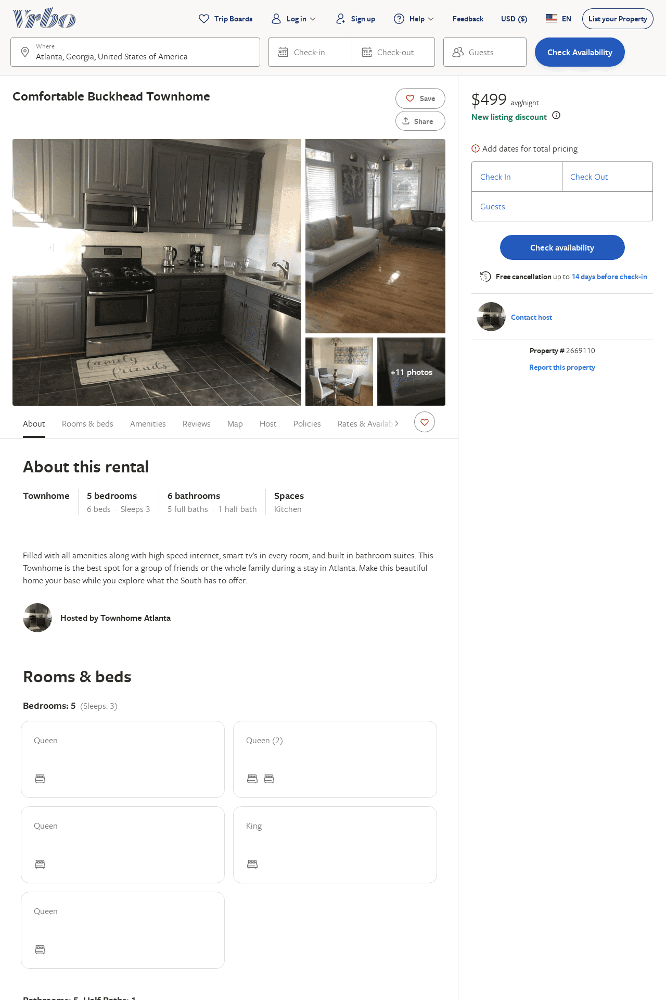 Vrbo
Trip Boards
Log in
Sign up
Help
Feedback
USD ($)
EN
List your Property
Where
Atlanta, Georgia, United States of America
Check-in
Check-out
Guests
Check Availability
Comfortable Buckhead Townhome
Save
Share
family
friends
+11 photos
$499 avg/night
New listing discount
Add dates for total pricing
Check In
Check Out
Guests
Check availability
Free cancellation up to 14 days before check-in
Contact host
Property # 2669110
Report this property
About
Rooms & beds
Amenities
Reviews
Map
Host
Policies
Rates & Availab
About this rental
Townhome
5 bedrooms
6 beds · Sleeps 3
6 bathrooms
5 full baths · 1 half bath
Spaces
Kitchen
Filled with all amenities along with high speed internet, smart tv’s in every room, and built in bathroom suites. This
Townhome is the best spot for a group of friends or the whole family during a stay in Atlanta. Make this beautiful
home your base while you explore what the South has to offer.
Hosted by Townhome Atlanta
Rooms & beds
Bedrooms: 5 (Sleeps: 3)
Queen
Queen (2)
Queen
King
Queen
Bathrooms: 5, Half Baths: 1